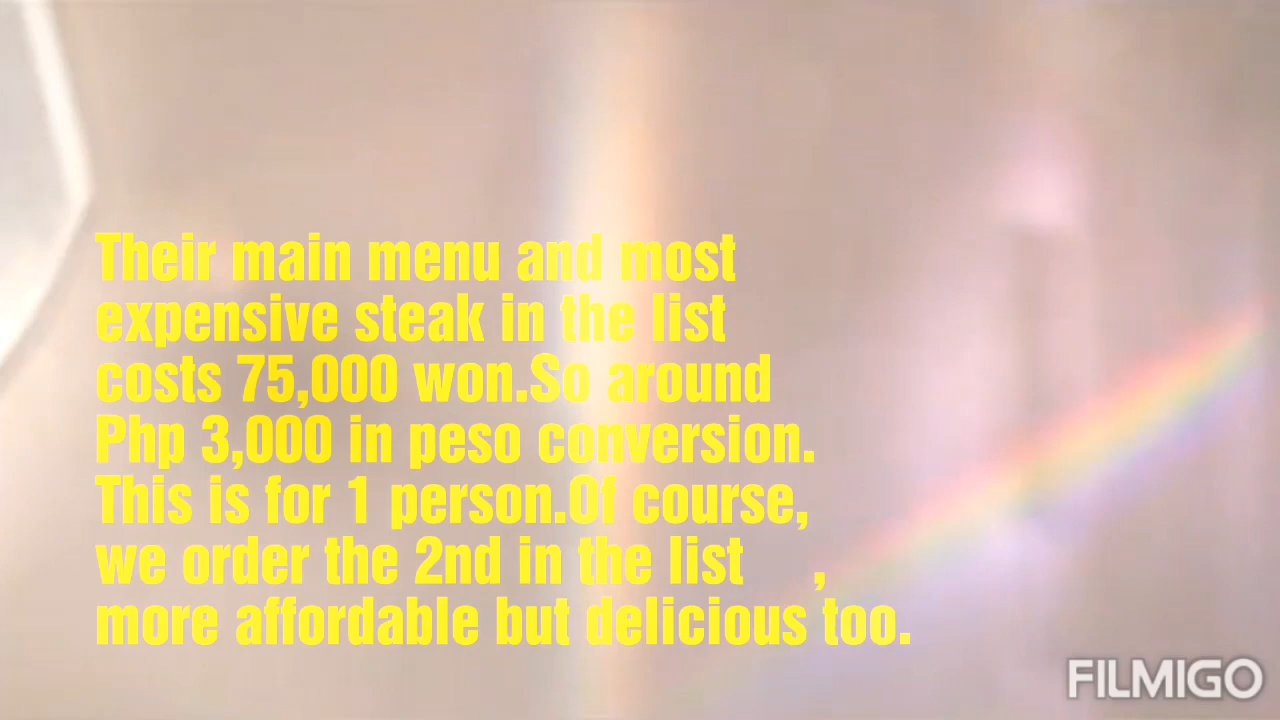 Their main menu and most
expensive steak in the list
costs 75,000 won.So around
Php 3,000 in peso conversion.
This is for 1 person.Of course,
we order the 2nd in the list ,
more affordable but delicious too.
FILMIGO